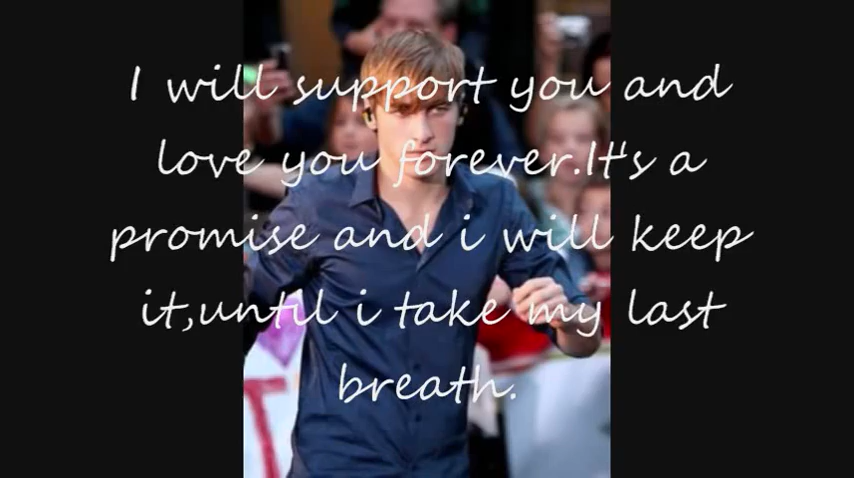 I will support you and
love you forever.It's a
promise and i will keep
it,until i take my last
breath.